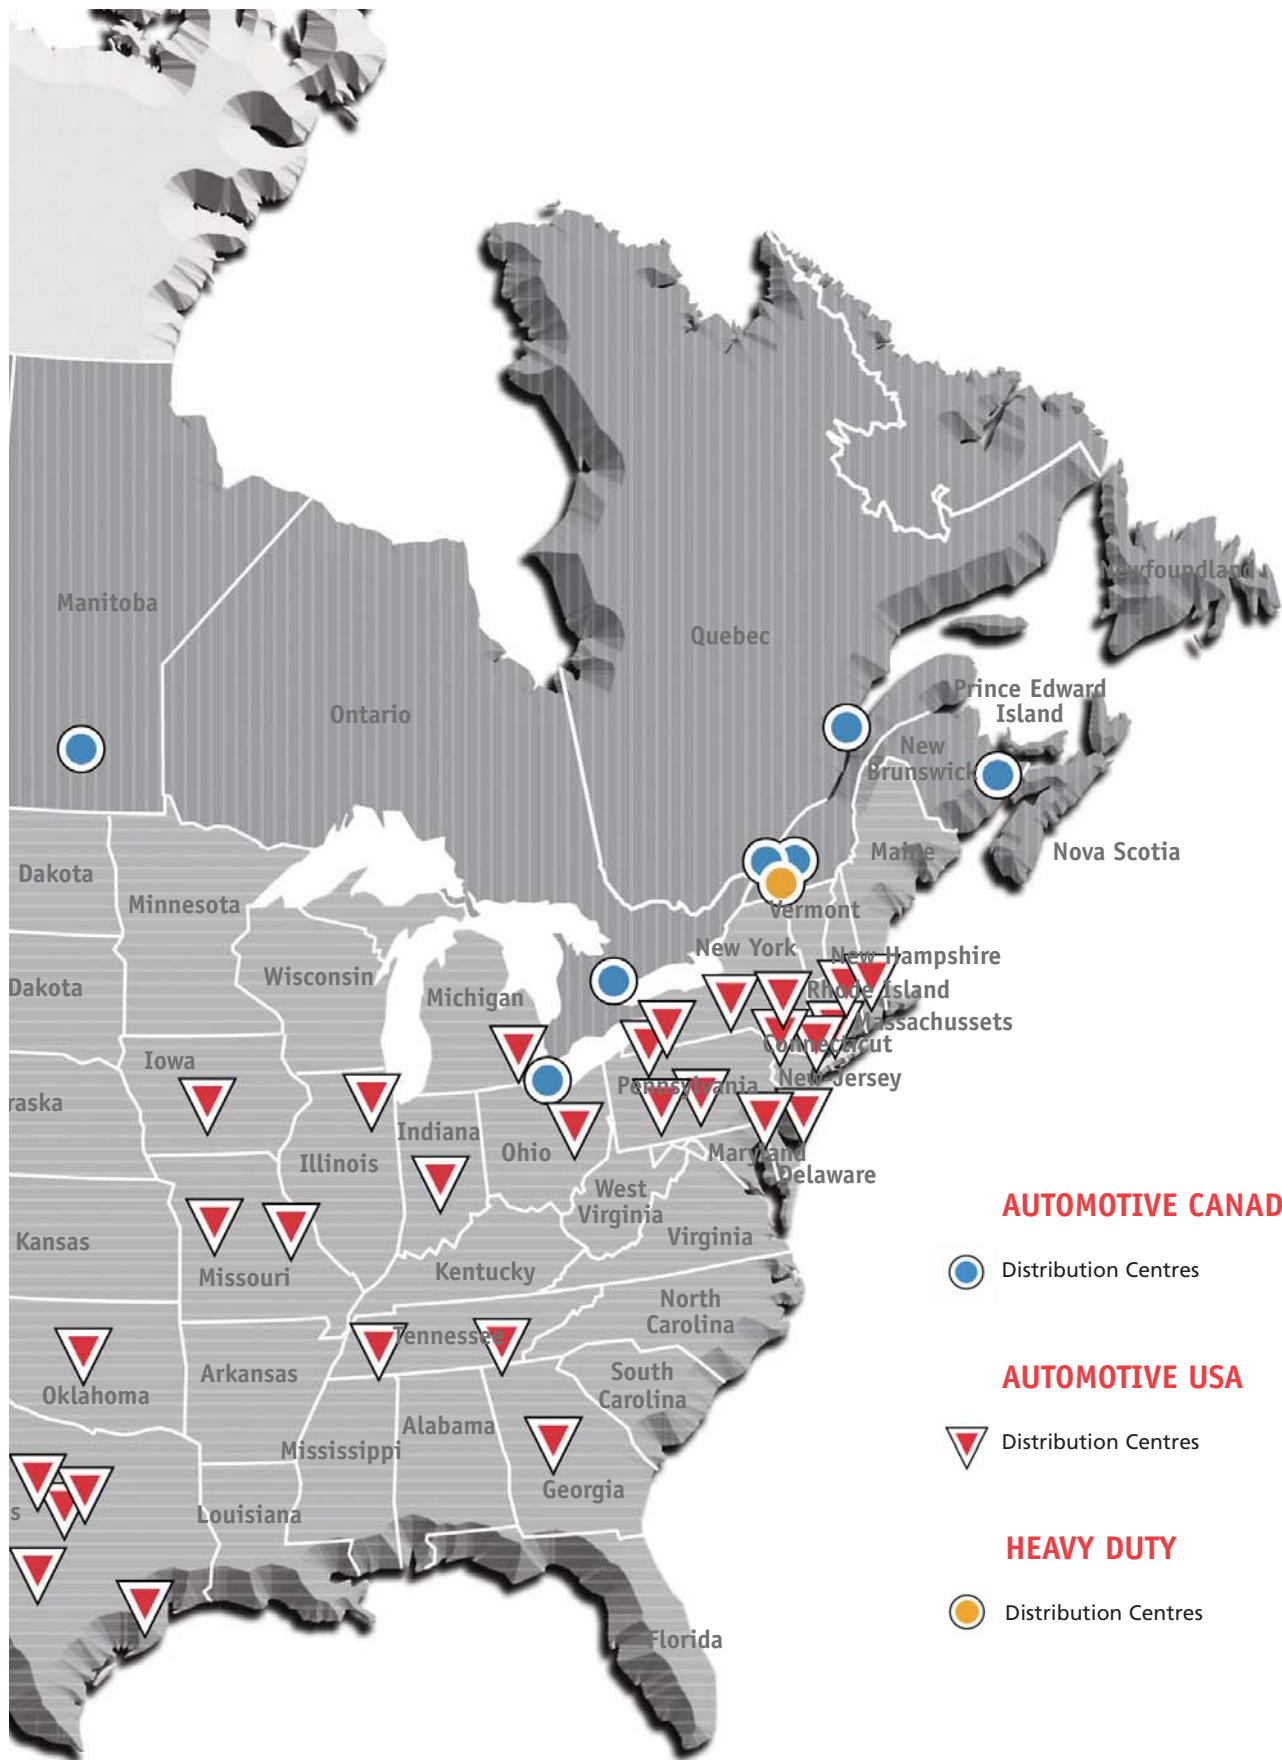 Newfoundland
Manitoba
Quebec
Prince Edward
Island
Ontario
New
Brunswick
Maine
Nova Scotia
Dakota
Minnesota
Vermont
New York
New Hampshire
Wisconsin
Michigan
Dakota
Rhode Island
Massachussets
Connecticut
Iowa
New Jersey
Pennsylvania
raska
Indiana
Ohio
Maryland
Illinois
Delaware
West
Virginia
AUTOMOTIVE CANAD
Virginia
Kansas
Distribution Centres
Kentucky
Missouri
North
Carolina
Tennessee
Arkansas
South
Carolina
AUTOMOTIVE USA
Oklahoma
Alabama
Distribution Centres
Mississippi
Georgia
s
Louisiana
HEAVY DUTY
Distribution Centres
Florida